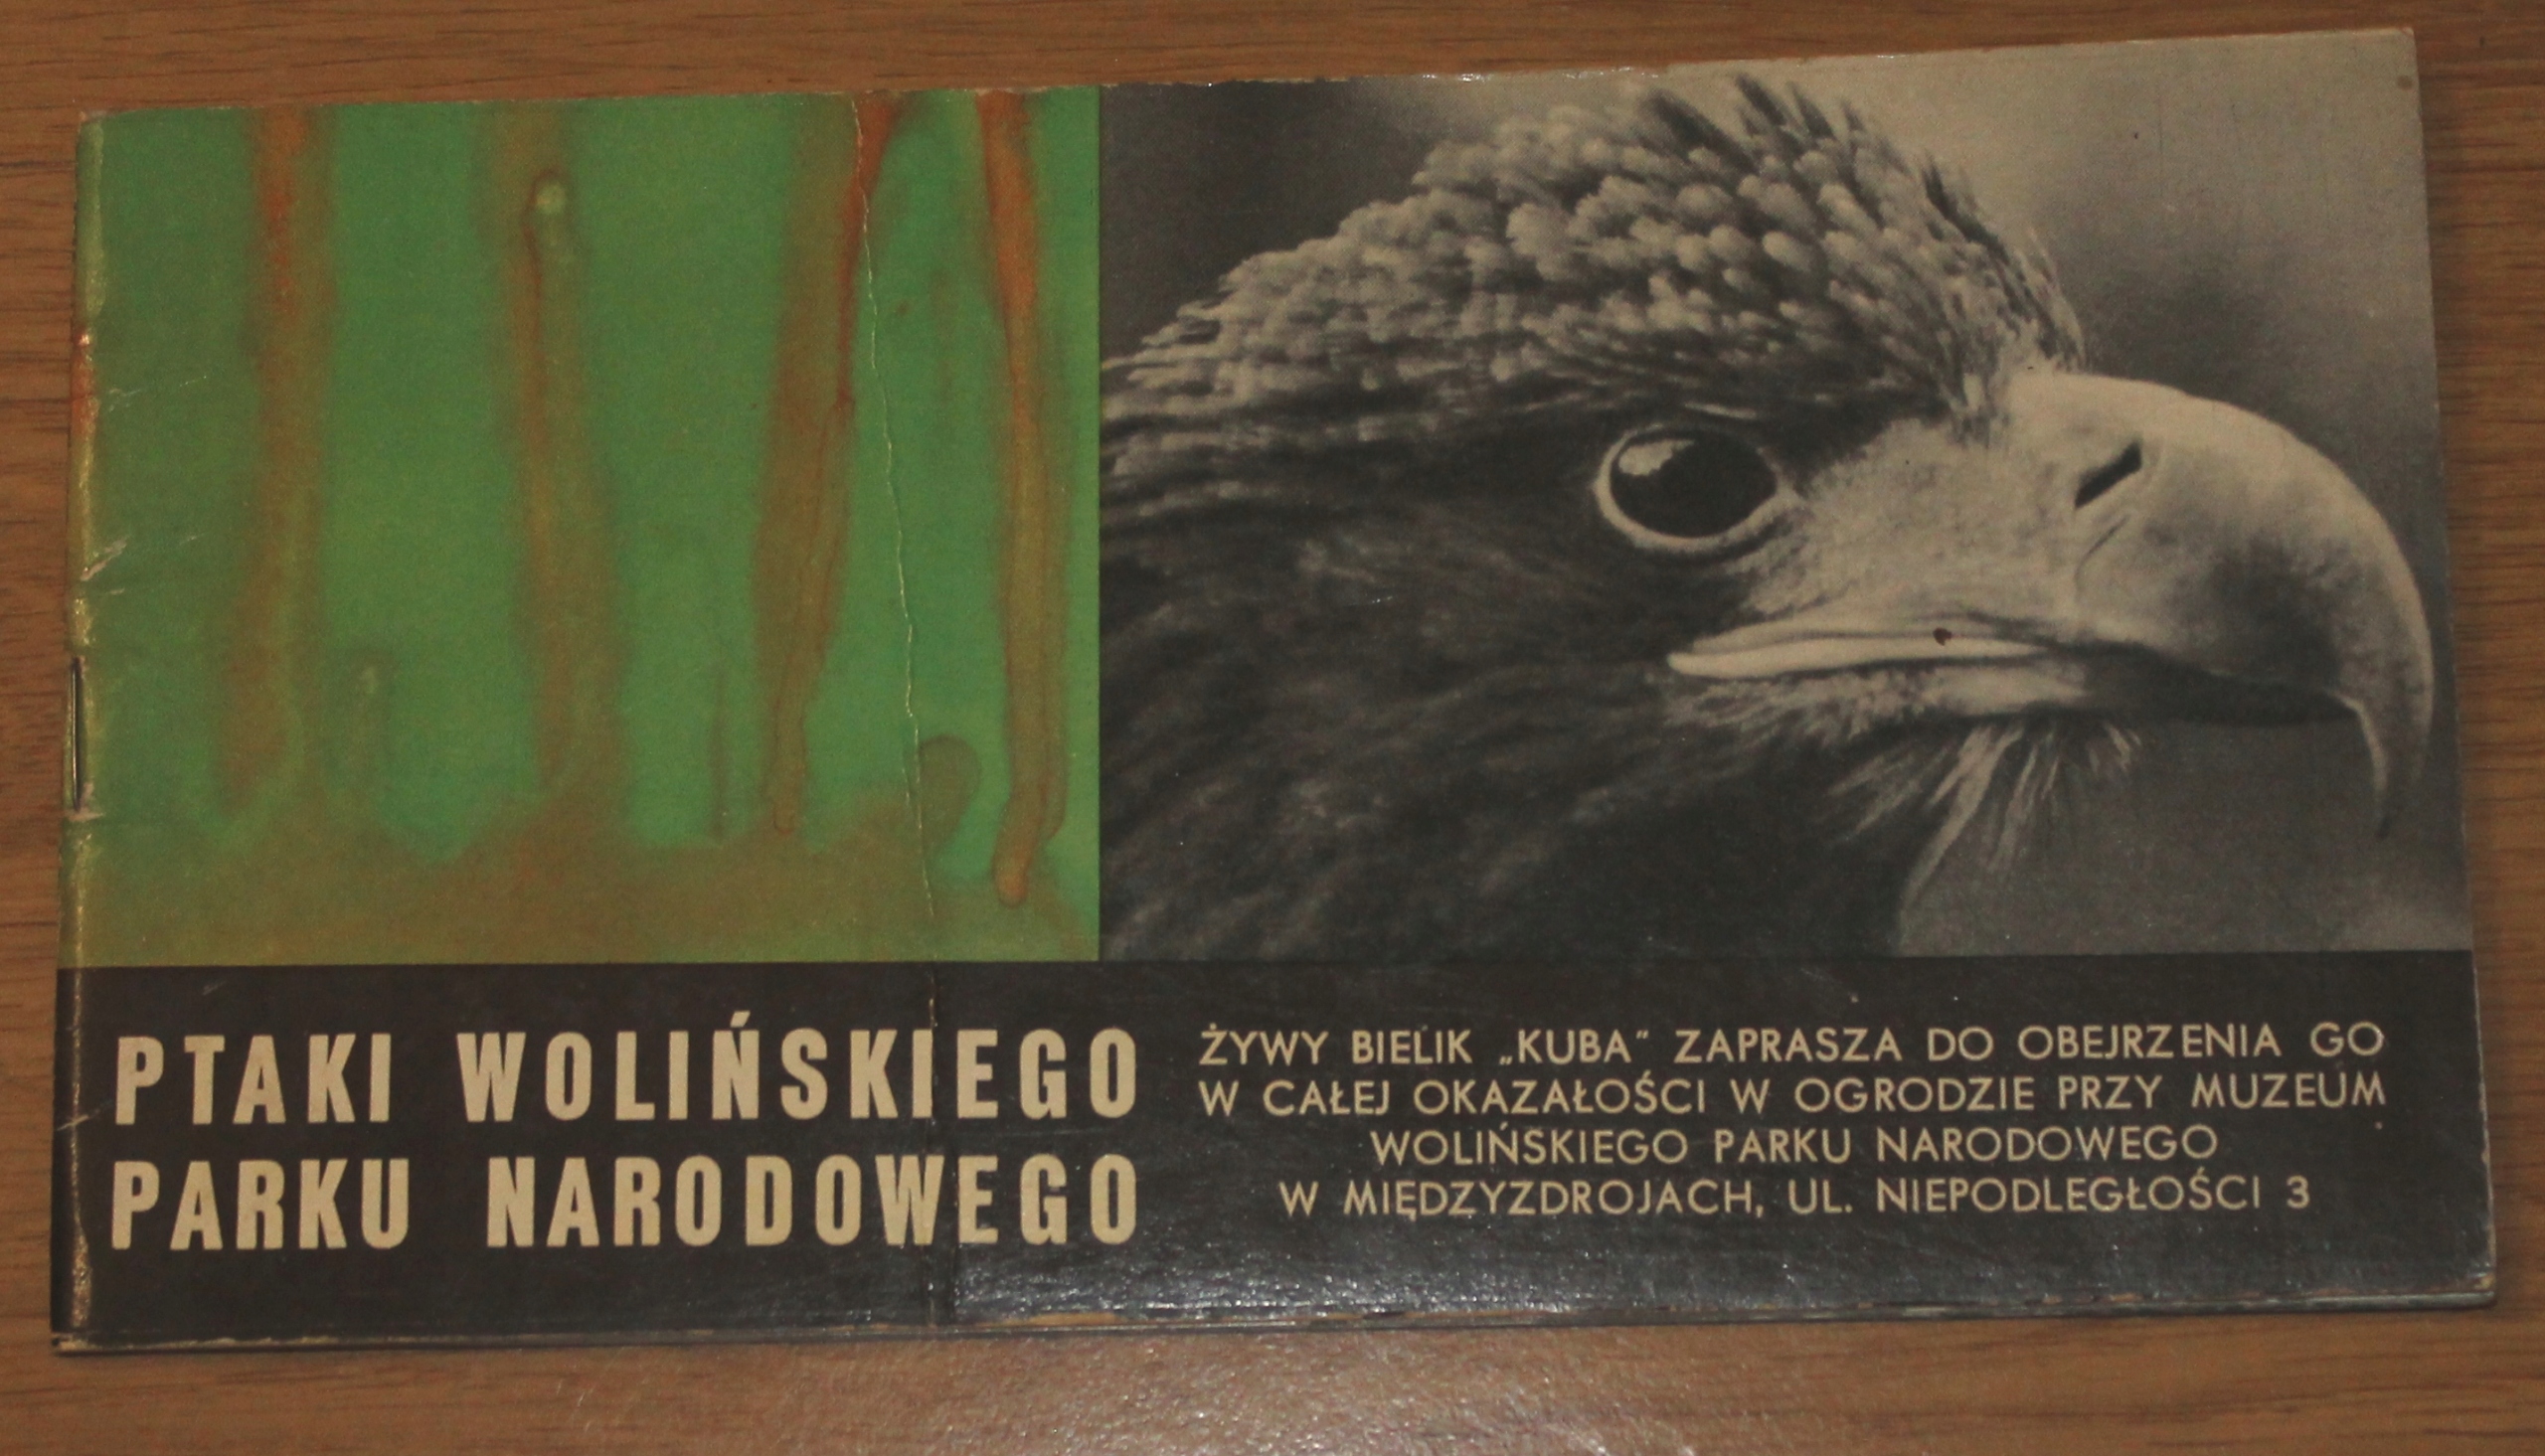 PTAKI WOLIŃSKIEGO
PARKU NARODOWEGO
ŻYWY BIELIK „KUBA” ZAPRASZA DO OBEJRZENIA GO
W CAŁEJ OKAZAŁOŚCI W OGRODZIE PRZY MUZEUM
WOLIŃSKIEGO PARKU NARODOWEGO
W MIĘDZYZDROJACH, UL. NIEPODLEGŁOŚCI 3